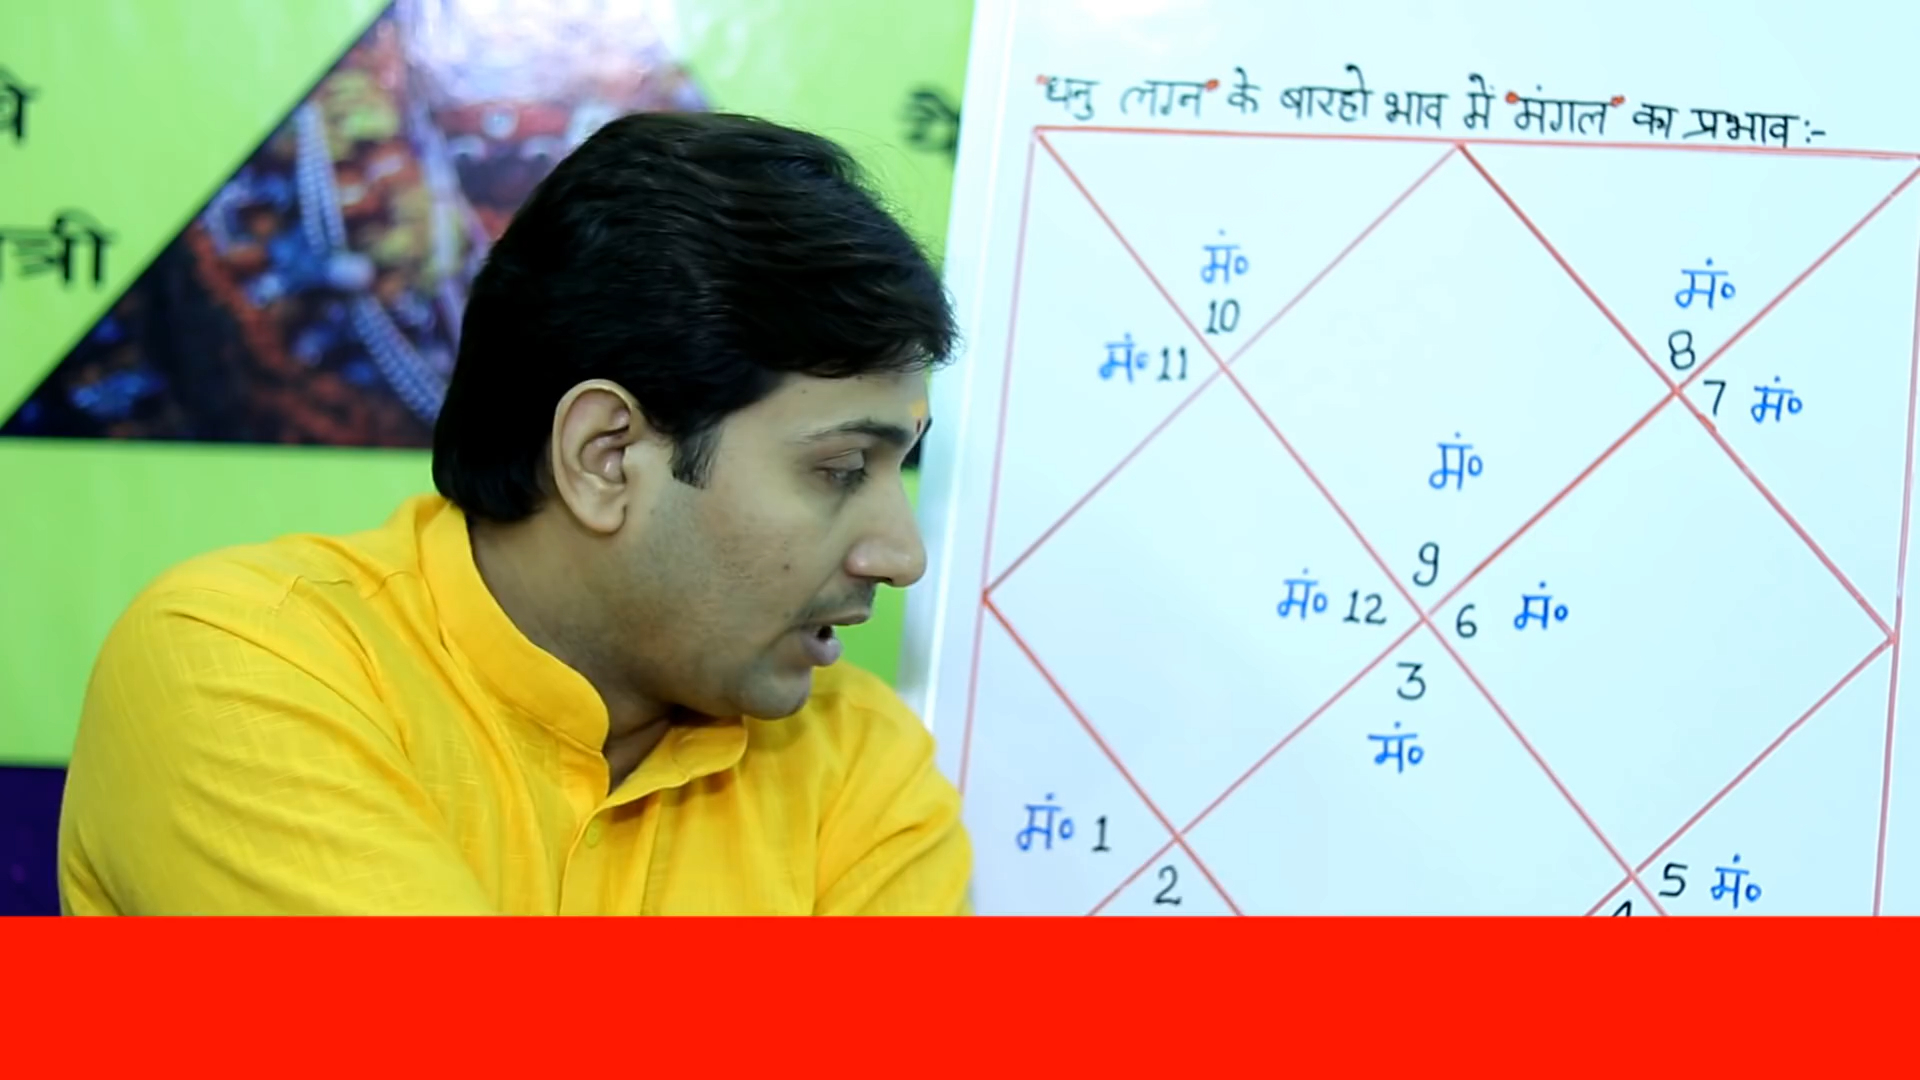 "धनु लग्न" के बारहो भाव में "मंगल" का प्रभाव :-
त्री
मं० 10
मं० 11
मं० 8
7 मं०
मं० 9
मं० 12
6 मं०
3 मं०
मं० 1
2
5 मं०